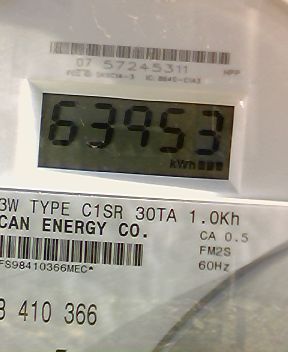 07 57245311
63953
kWh
3W TYPE C1SR 30TA 1.0Kh
CAN ENERGY CO.
CA 0.5
FM2S
60Hz
FS98410366MEC*
410 366